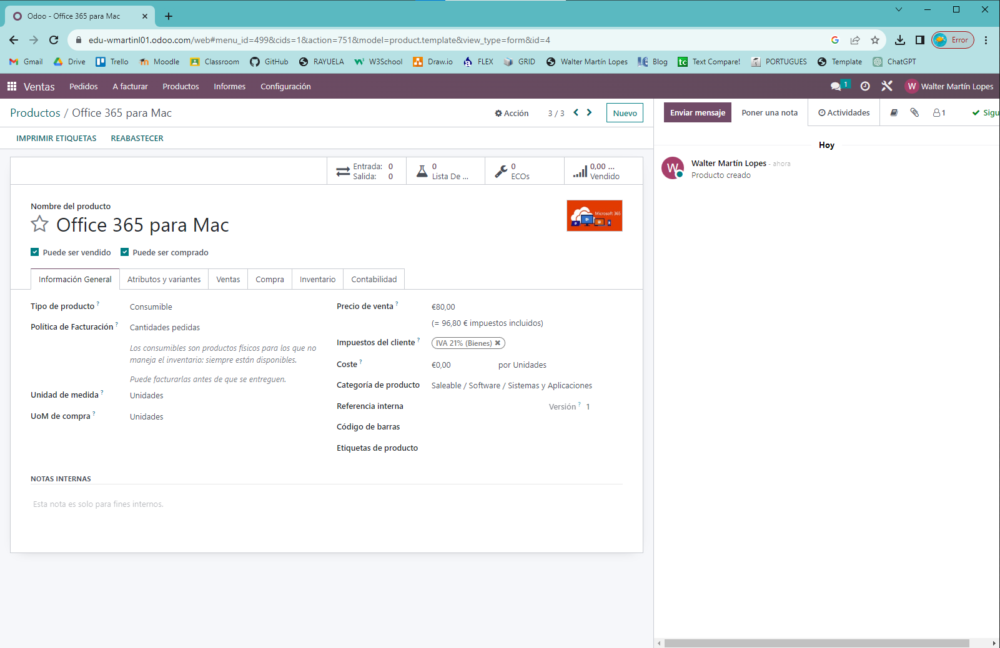 Odoo - Office 365 para Mac
edu-wmartinl01.odoo.com/web#menu_id=499&cids=1&action=751&model=product.template&view_type=form&id=4
Error
Gmail Drive Trello Moodle Classroom GitHub RAYUELA W3School Draw.io FLEX GRID Walter Martín Lopes Blog Text Compare! PORTUGUES Template ChatGPT
Ventas Pedidos A facturar Productos Informes Configuración 1 W Walter Martín Lopes
Productos / Office 365 para Mac Acción 3 / 3 Nuevo
Enviar mensaje Poner una nota Actividades 1 Sigu
IMPRIMIR ETIQUETAS REABASTECER
Hoy
Entrada: 0
Salida: 0
0
Lista De ...
0
ECOs
0,00 ...
Vendido
W
Walter Martín Lopes - ahora
Producto creado
Nombre del producto
Office 365 para Mac
Microsoft 365
Puede ser vendido Puede ser comprado
Información General Atributos y variantes Ventas Compra Inventario Contabilidad
Tipo de producto ? Consumible
Política de Facturación ? Cantidades pedidas
Los consumibles son productos físicos para los que no
maneja el inventario: siempre están disponibles.
Puede facturarlas antes de que se entreguen.
Unidad de medida ? Unidades
UoM de compra ? Unidades
Precio de venta ? €80,00
(= 96,80 € impuestos incluidos)
Impuestos del cliente ? IVA 21% (Bienes)
Coste ? €0,00 por Unidades
Categoría de producto Saleable / Software / Sistemas y Aplicaciones
Referencia interna Versión ? 1
Código de barras
Etiquetas de producto
NOTAS INTERNAS
Esta nota es solo para fines internos.